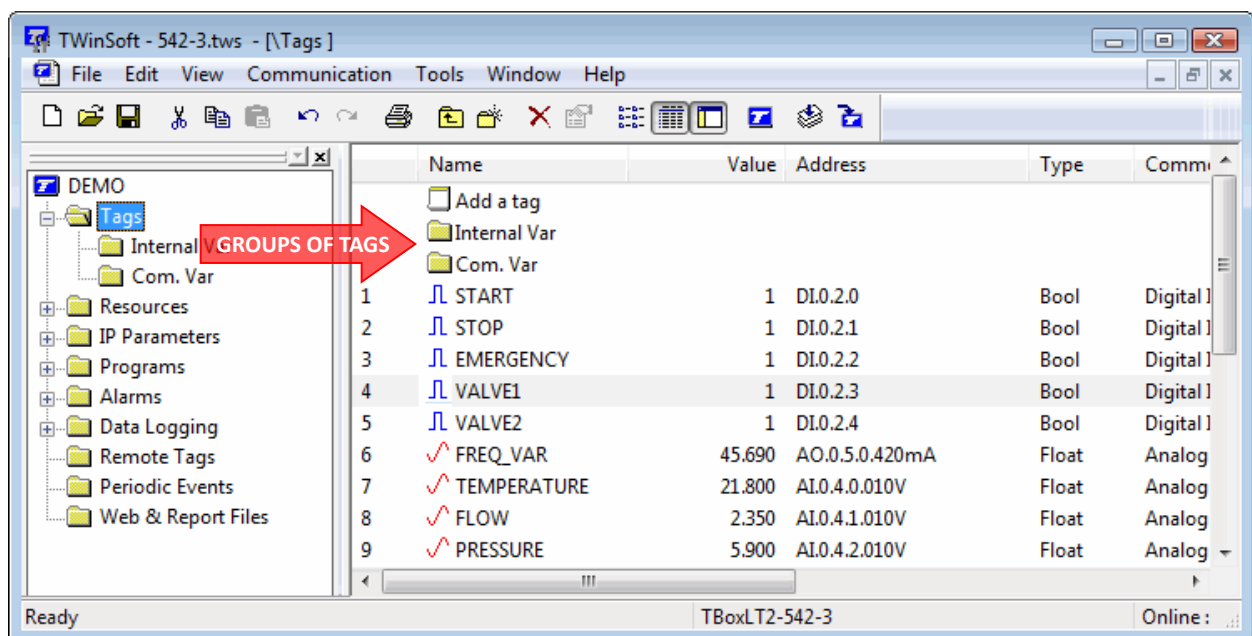 TWinSoft - 542-3.tws - [\Tags ]
File Edit View Communication Tools Window Help
DEMO
Tags
Internal V
Com. Var
Resources
IP Parameters
Programs
Alarms
Data Logging
Remote Tags
Periodic Events
Web & Report Files
GROUPS OF TAGS
Name Value Address Type Comm
Add a tag
Internal Var
Com. Var
1 START 1 DI.0.2.0 Bool Digital I
2 STOP 1 DI.0.2.1 Bool Digital I
3 EMERGENCY 1 DI.0.2.2 Bool Digital I
4 VALVE1 1 DI.0.2.3 Bool Digital I
5 VALVE2 1 DI.0.2.4 Bool Digital I
6 FREQ_VAR 45.690 AO.0.5.0.420mA Float Analog
7 TEMPERATURE 21.800 AI.0.4.0.010V Float Analog
8 FLOW 2.350 AI.0.4.1.010V Float Analog
9 PRESSURE 5.900 AI.0.4.2.010V Float Analog
Ready TBoxLT2-542-3 Online :